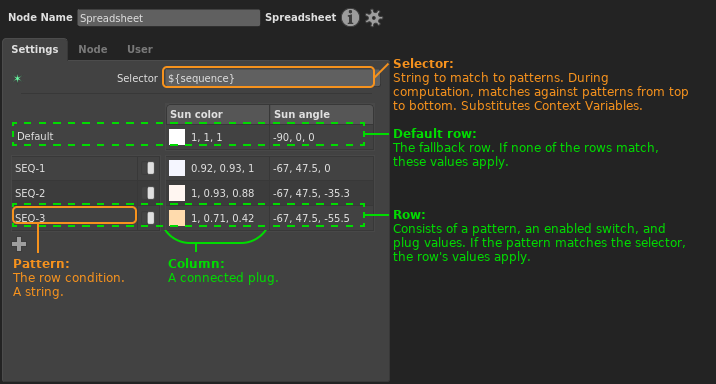 Node Name Spreadsheet Spreadsheet
Settings Node User
Selector ${sequence}
Selector:
String to match to patterns. During
computation, matches against patterns from top
to bottom. Substitutes Context Variables.
Sun color Sun angle
Default 1, 1, 1 -90, 0, 0
Default row:
The fallback row. If none of the rows match,
these values apply.
SEQ-1 0.92, 0.93, 1 -67, 47.5, 0
SEQ-2 1, 0.93, 0.88 -67, 47.5, -35.3
SEQ-3 1, 0.71, 0.42 -67, 47.5, -55.5
Row:
Consists of a pattern, an enabled switch, and
plug values. If the pattern matches the selector,
the row's values apply.
Pattern:
The row condition.
A string.
Column:
A connected plug.